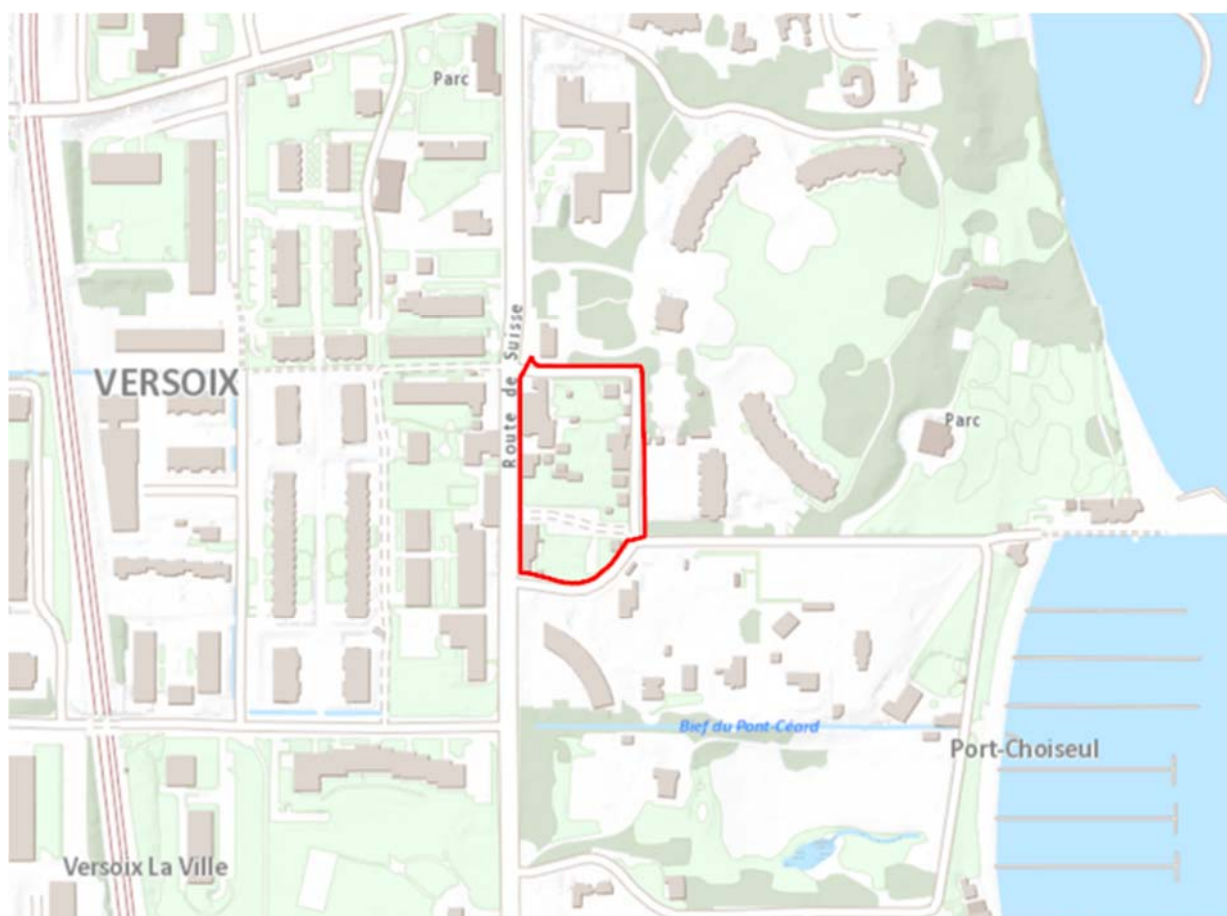 Parc
Route de Suisse
VERSOIX
Parc
Bief du Pont-Céard
Port-Choiseul
Versoix La Ville